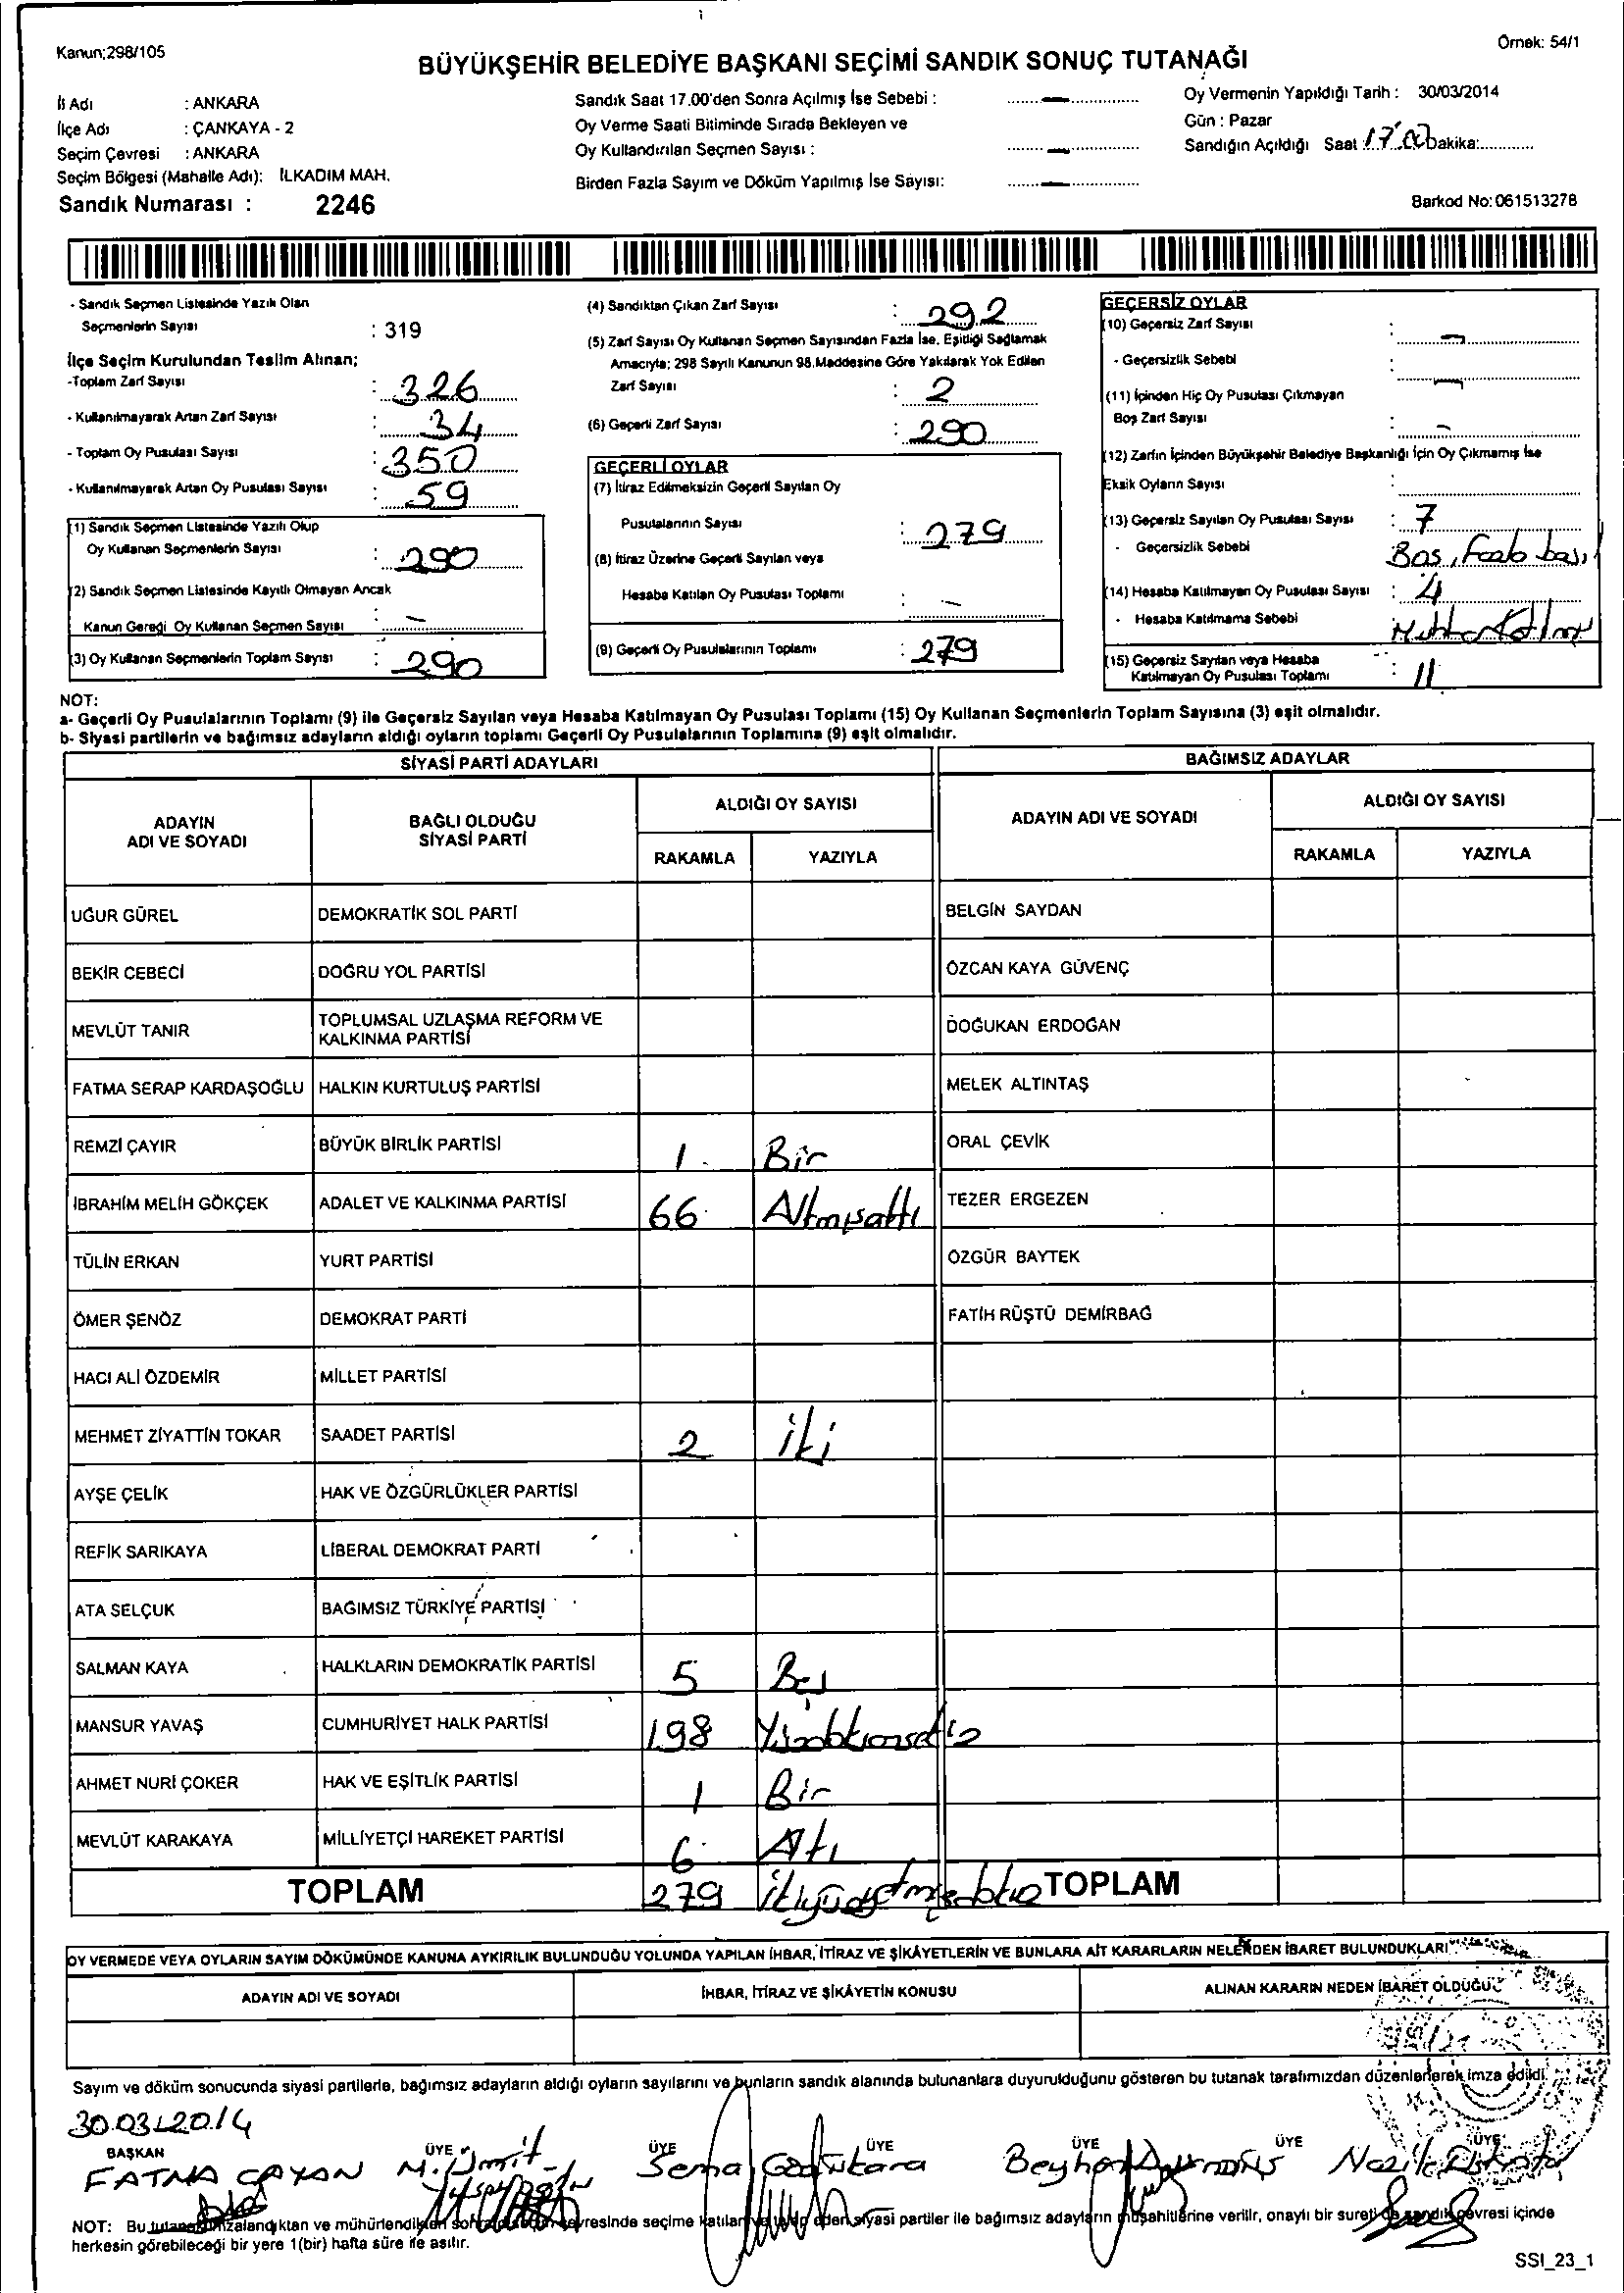 Kanun;298/105
Örnek: 54/1
BÜYÜKŞEHİR BELEDİYE BAŞKANI SEÇİMİ SANDIK SONUÇ TUTANAĞI
İl Adı : ANKARA
İlçe Adı : ÇANKAYA - 2
Seçim Çevresi : ANKARA
Seçim Bölgesi (Mahalle Adı): İLKADIM MAH.
Sandık Numarası : 2246
Sandık Saat 17.00'den Sonra Açılmış İse Sebebi : —
Oy Verme Saati Bitiminde Sırada Bekleyen ve
Oy Kullandırılan Seçmen Sayısı : —
Birden Fazla Sayım ve Döküm Yapılmış İse Sayısı: —
Oy Vermenin Yapıldığı Tarih : 30/03/2014
Gün : Pazar
Sandığın Açıldığı Saat : 17:00 Dakika:
Barkod No: 061513278
- Sandık Seçmen Listesinde Yazılı Olan
Seçmenlerin Sayısı : 319
İlçe Seçim Kurulundan Teslim Alınan;
-Toplam Zarf Sayısı : 326
- Kullanılmayarak Artan Zarf Sayısı : 34
- Toplam Oy Pusulası Sayısı : 350
- Kullanılmayarak Artan Oy Pusulası Sayısı : 59
(1) Sandık Seçmen Listesinde Yazılı Olup
Oy Kullanan Seçmenlerin Sayısı : 290
(2) Sandık Seçmen Listesinde Kayıtlı Olmayan Ancak
Kanun Gereği Oy Kullanan Seçmen Sayısı : —
(3) Oy Kullanan Seçmenlerin Toplam Sayısı : 290
(4) Sandıktan Çıkan Zarf Sayısı : 292
(5) Zarf Sayısı Oy Kullanan Seçmen Sayısından Fazla İse, Eşitliği Sağlamak
Amacıyla; 298 Sayılı Kanunun 98.Maddesine Göre Yakılarak Yok Edilen
Zarf Sayısı : 2
(6) Geçerli Zarf Sayısı : 290
GEÇERLİ OYLAR
(7) İtiraz Edilmeksizin Geçerli Sayılan Oy
Pusulalarının Sayısı : 279
(8) İtiraz Üzerine Geçerli Sayılan veya
Hesaba Katılan Oy Pusulası Toplamı : —
(9) Geçerli Oy Pusulalarının Toplamı : 279
GEÇERSİZ OYLAR
(10) Geçersiz Zarf Sayısı : —
- Geçersizlik Sebebi : —
(11) İçinden Hiç Oy Pusulası Çıkmayan
Boş Zarf Sayısı : —
(12) Zarfın İçinden Büyükşehir Belediye Başkanlığı İçin Oy Çıkmamış İse
Eksik Oyların Sayısı :
(13) Geçersiz Sayılan Oy Pusulası Sayısı : 7
- Geçersizlik Sebebi Boş,
(14) Hesaba Katılmayan Oy Pusulası Sayısı : 4
- Hesaba Katılmama Sebebi
(15) Geçersiz Sayılan veya Hesaba
Katılmayan Oy Pusulası Toplamı : 11
NOT:
a- Geçerli Oy Pusulalarının Toplamı (9) ile Geçersiz Sayılan veya Hesaba Katılmayan Oy Pusulası Toplamı (15) Oy Kullanan Seçmenlerin Toplam Sayısına (3) eşit olmalıdır.
b- Siyasi partilerin ve bağımsız adayların aldığı oyların toplamı Geçerli Oy Pusulalarının Toplamına (9) eşit olmalıdır.
SİYASİ PARTİ ADAYLARI
BAĞIMSIZ ADAYLAR
ADAYIN
ADI VE SOYADI
BAĞLI OLDUĞU
SİYASİ PARTİ
ALDIĞI OY SAYISI
RAKAMLA YAZIYLA
ADAYIN ADI VE SOYADI
ALDIĞI OY SAYISI
RAKAMLA YAZIYLA
UĞUR GÜREL DEMOKRATİK SOL PARTİ BELGİN SAYDAN
BEKİR CEBECİ DOĞRU YOL PARTİSİ ÖZCAN KAYA GÜVENÇ
MEVLÜT TANIR TOPLUMSAL UZLAŞMA REFORM VE
KALKINMA PARTİSİ DOĞUKAN ERDOĞAN
FATMA SERAP KARDAŞOĞLU HALKIN KURTULUŞ PARTİSİ MELEK ALTINTAŞ
REMZİ ÇAYIR BÜYÜK BİRLİK PARTİSİ 1 Bir ORAL ÇEVİK
İBRAHİM MELİH GÖKÇEK ADALET VE KALKINMA PARTİSİ 66 Altmışaltı TEZER ERGEZEN
TÜLİN ERKAN YURT PARTİSİ ÖZGÜR BAYTEK
ÖMER ŞENÖZ DEMOKRAT PARTİ FATİH RÜŞTÜ DEMİRBAĞ
HACI ALİ ÖZDEMİR MİLLET PARTİSİ
MEHMET ZİYATTİN TOKAR SAADET PARTİSİ 2 İki
AYŞE ÇELİK HAK VE ÖZGÜRLÜKLER PARTİSİ
REFİK SARIKAYA LİBERAL DEMOKRAT PARTİ
ATA SELÇUK BAĞIMSIZ TÜRKİYE PARTİSİ
SALMAN KAYA HALKLARIN DEMOKRATİK PARTİSİ 5 Beş
MANSUR YAVAŞ CUMHURİYET HALK PARTİSİ 198 Yüzdoksansekiz
AHMET NURİ ÇOKER HAK VE EŞİTLİK PARTİSİ 1 Bir
MEVLÜT KARAKAYA MİLLİYETÇİ HAREKET PARTİSİ 6 Altı
TOPLAM 279 İkiyüzyetmişdokuz TOPLAM
OY VERMEDE VEYA OYLARIN SAYIM DÖKÜMÜNDE KANUNA AYKIRILIK BULUNDUĞU YOLUNDA YAPILAN İHBAR, İTİRAZ VE ŞİKÂYETLERİN VE BUNLARA AİT KARARLARIN NELERDEN İBARET BULUNDUKLARI
ADAYIN ADI VE SOYADI İHBAR, İTİRAZ VE ŞİKÂYETİN KONUSU ALINAN KARARIN NEDEN İBARET OLDUĞU
Sayım ve döküm sonucunda siyasi partilerle, bağımsız adayların aldığı oyların sayılarını ve bunların sandık alanında bulunanlara duyurulduğunu gösteren bu tutanak tarafımızdan düzenlenerek imza edildi.
30.03.2014
BAŞKAN ÜYE ÜYE ÜYE ÜYE ÜYE ÜYE
FATMA ÇAYAN M. Ümit Sema Beyhan Durmuş
NOT: Bu tutanak imzalandıktan ve mühürlendikten sonra seçim çevresinde seçime katılan ve takip eden siyasi partiler ile bağımsız adayların müşahitlerine verilir, onaylı bir sureti de sandık çevresi içinde
herkesin görebileceği bir yere 1(bir) hafta süre ile asılır.
SSI_23_1